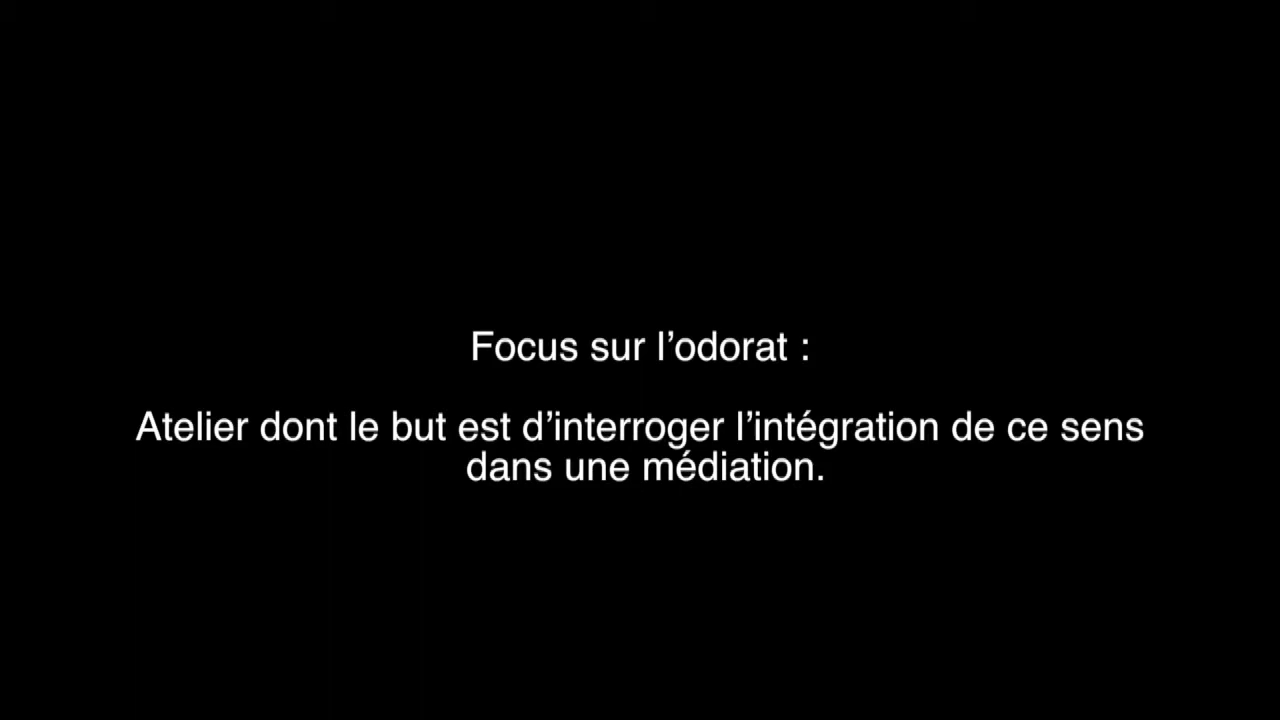 Focus sur l’odorat :
Atelier dont le but est d’interroger l’intégration de ce sens
dans une médiation.